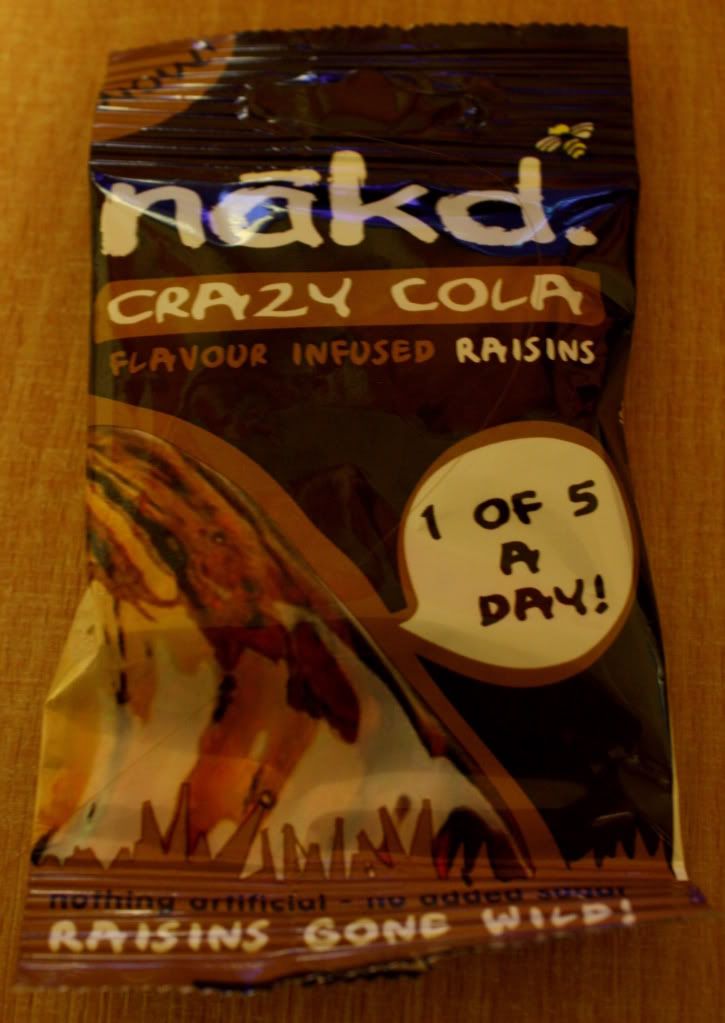 nākd.
CRAZY COLA
FLAVOUR INFUSED RAISINS
1 OF 5
A
DAY!
nothing artificial - no added sugar
RAISINS GONE WILD!